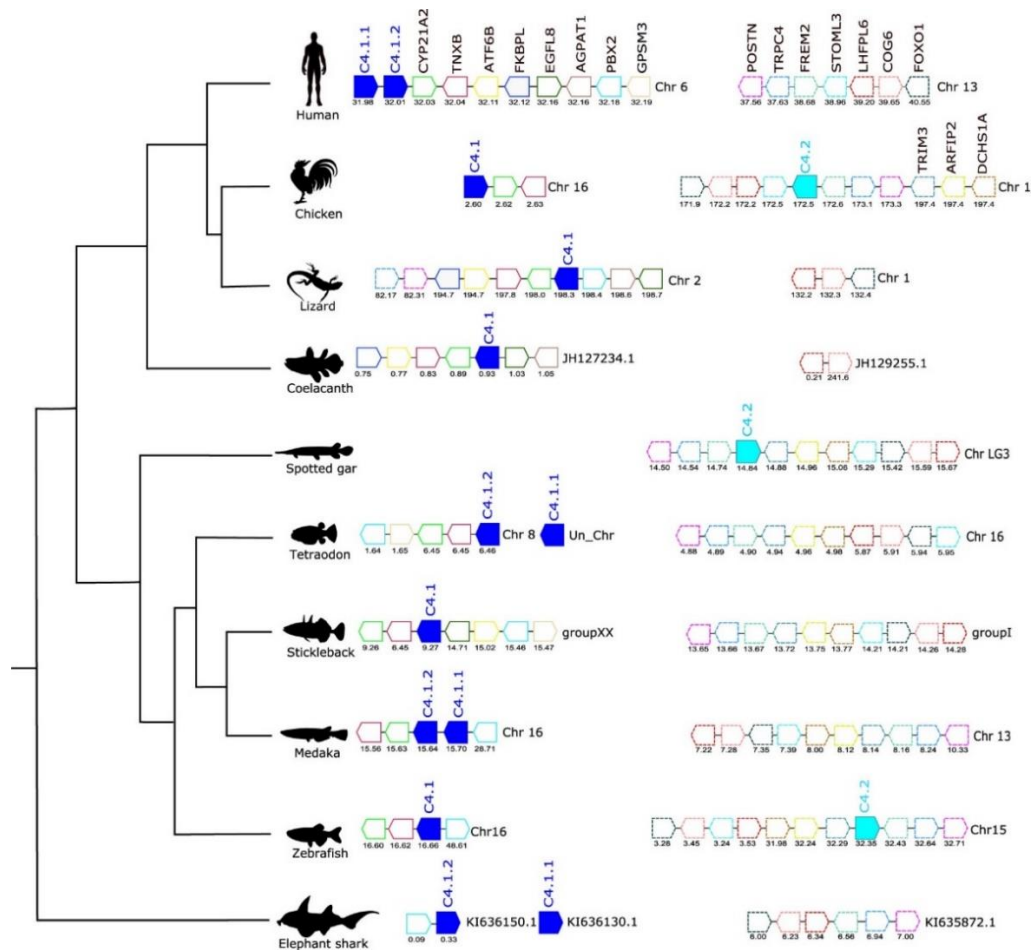 C4.1.1 C4.1.2 CYP21A2 TNXB ATF6B FKBPL EGFL8 AGPAT1 PBX2 GPSM3 POSTN TRPC4 FREM2 STOML3 LHFPL6 COG6 FOXO1
Chr 6 Chr 13
31.98 32.01 32.03 32.04 32.11 32.12 32.16 32.16 32.18 32.19 37.56 37.63 38.68 38.96 39.20 39.65 40.55
Human
C4.1 C4.2 TRIM3 ARFIP2 DCHS1A
Chr 16 Chr 1
2.60 2.62 2.63 171.9 172.2 172.2 172.5 172.5 172.6 173.1 173.3 197.4 197.4 197.4
Chicken
C4.1
Chr 2 Chr 1
82.17 82.31 194.7 194.7 197.8 198.0 198.3 198.4 198.6 198.7 132.2 132.3 132.4
Lizard
C4.1
JH127234.1 JH129255.1
0.75 0.77 0.83 0.89 0.93 1.03 1.05 0.21 241.6
Coelacanth
C4.2
Chr LG3
Spotted gar
14.50 14.54 14.74 14.84 14.88 14.96 15.06 15.29 15.42 15.59 15.67
C4.1.2 C4.1.1
Chr 8 Un_Chr Chr 16
1.64 1.65 6.45 6.45 6.46 4.88 4.89 4.90 4.94 4.96 4.98 5.87 5.91 5.94 5.95
Tetraodon
C4.1
groupXX groupI
9.26 6.45 9.27 14.71 15.02 15.46 15.47 13.65 13.66 13.67 13.72 13.75 13.77 14.21 14.21 14.26 14.28
Stickleback
C4.1.2 C4.1.1
Chr 16 Chr 13
15.56 15.63 15.64 15.70 28.71 7.22 7.28 7.35 7.39 8.00 8.12 8.14 8.16 8.24 10.33
Medaka
C4.1 C4.2
Chr16 Chr15
16.60 16.62 16.66 48.61 3.28 3.45 3.24 3.53 31.98 32.24 32.29 32.35 32.43 32.64 32.71
Zebrafish
C4.1.2 C4.1.1
KI636150.1 KI636130.1 KI635872.1
0.09 0.33 6.00 6.23 6.34 6.56 6.94 7.00
Elephant shark